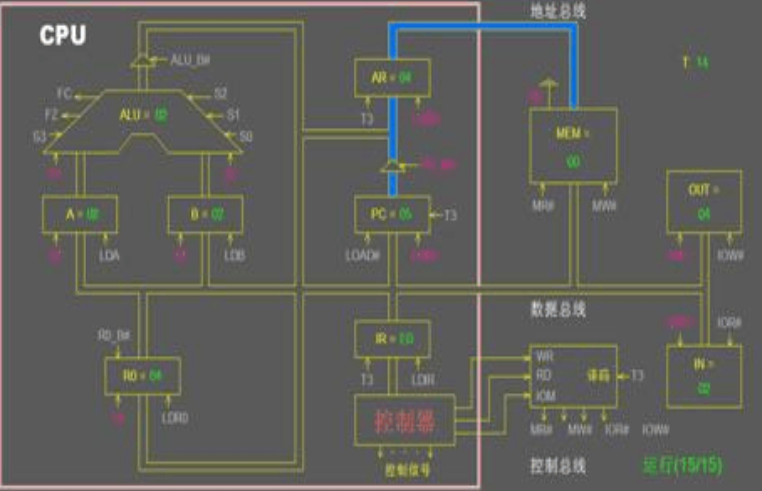 地址总线
CPU
T: 14
ALU_B#
AR = 04
FC
S2
ALU = 02
FZ
S1
T3
S3
S0
MEM =
00
OUT =
04
A =
B = 02
PC = 05
T3
MR#
MW#
LDA
LDB
LOAD#
IOW#
数据总线
R0_B#
IR = E0
IOR#
R0 = 04
T3
LDIR
WR
RD
译码
T3
IOM
IN =
02
LDR0
控制器
MR#
MW#
IOR#
IOW#
控制信号
控制总线
运行(15/15)